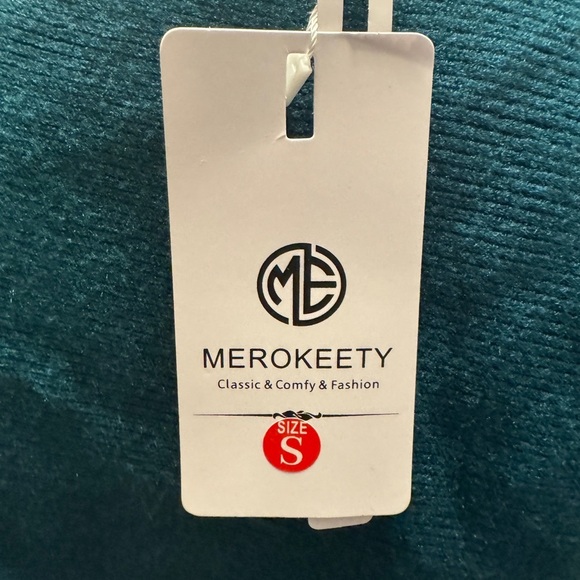 ME
MEROKEETY
Classic & Comfy & Fashion
SIZE
S